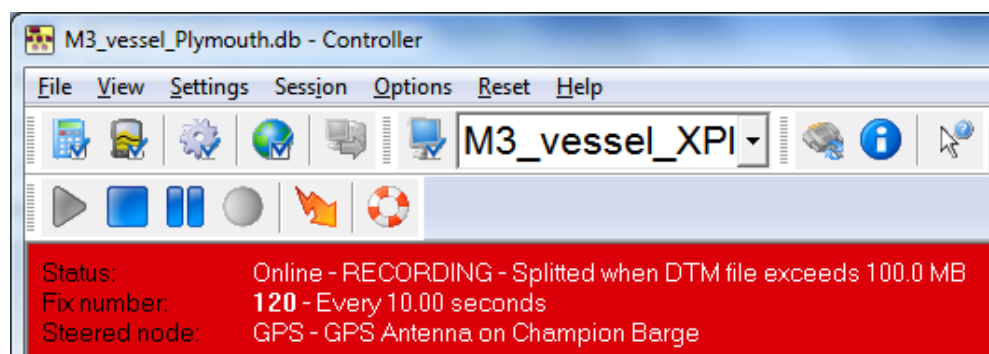 M3_vessel_Plymouth.db - Controller
File View Settings Session Options Reset Help
M3_vessel_XPI
Status: Online - RECORDING - Splitted when DTM file exceeds 100.0 MB
Fix number: 120 - Every 10.00 seconds
Steered node: GPS - GPS Antenna on Champion Barge